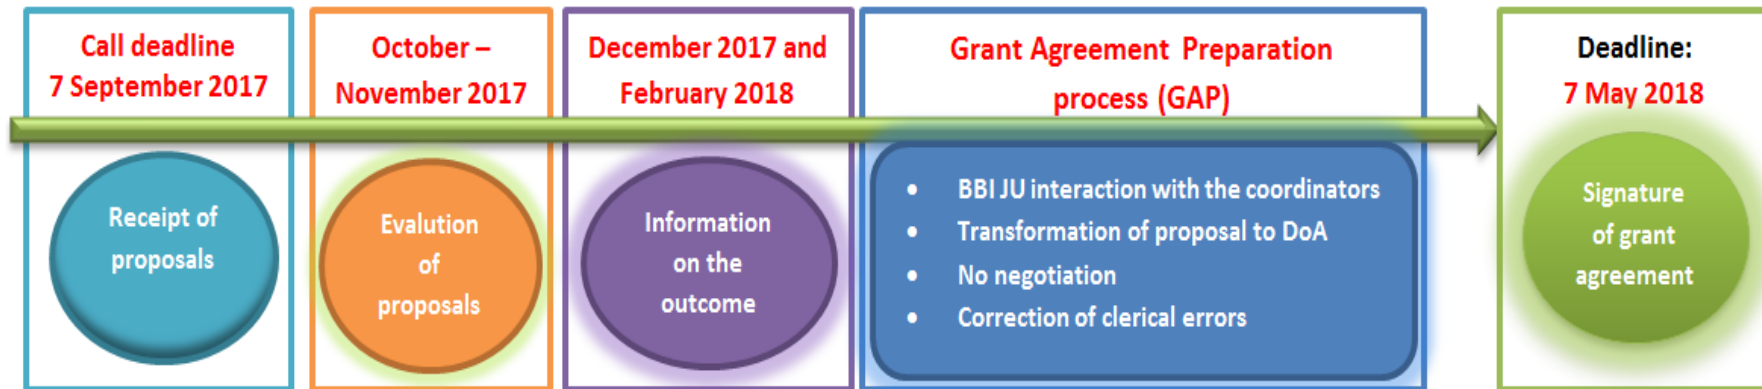 Call deadline
7 September 2017
Receipt of
proposals
October –
November 2017
Evalution
of
proposals
December 2017 and
February 2018
Information
on the
outcome
Grant Agreement Preparation
process (GAP)
• BBI JU interaction with the coordinators
• Transformation of proposal to DoA
• No negotiation
• Correction of clerical errors
Deadline:
7 May 2018
Signature
of grant
agreement